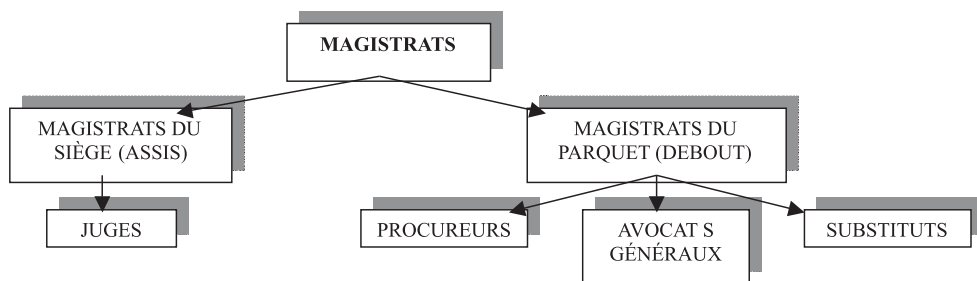 MAGISTRATS
MAGISTRATS DU
SIÈGE (ASSIS)
MAGISTRATS DU
PARQUET (DEBOUT)
JUGES
PROCUREURS
AVOCAT S
GÉNÉRAUX
SUBSTITUTS